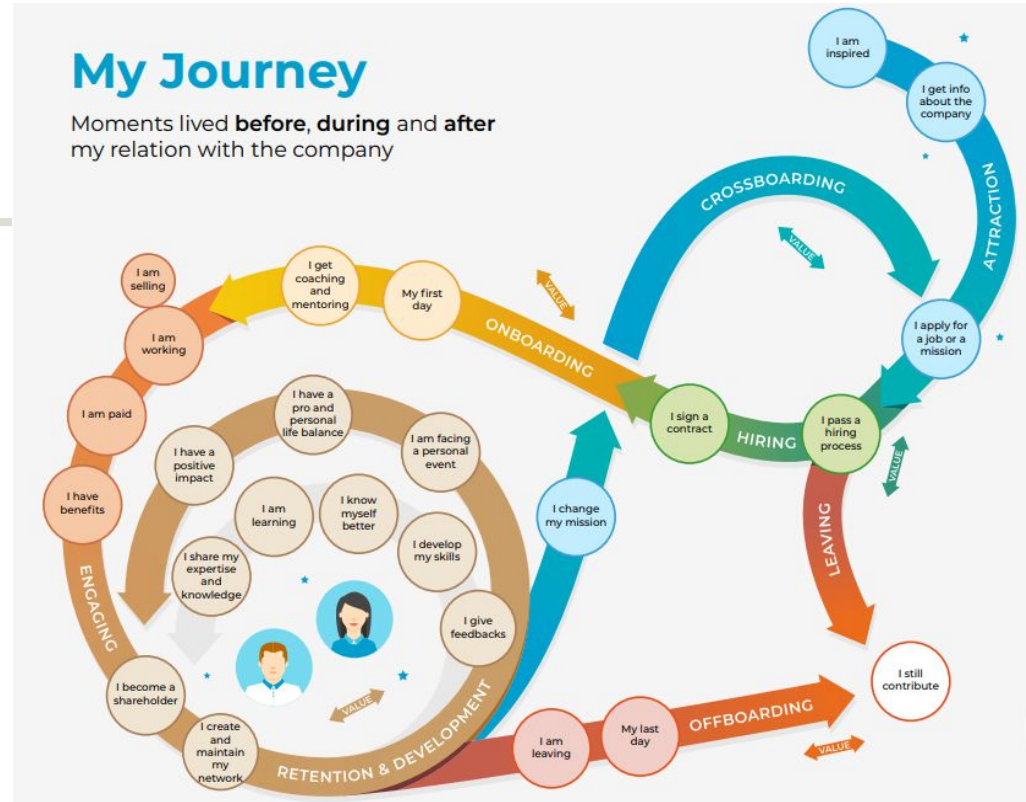 My Journey
Moments lived before, during and after
my relation with the company
I am
inspired
I get info
about the
company
ATTRACTION
I apply for
a job or a
mission
CROSSBOARDING
VALUE
I pass a
hiring
process
VALUE
HIRING
I sign a
contract
ONBOARDING
VALUE
My first
day
I get
coaching
and
mentoring
I am
selling
I am
working
I am paid
I have
benefits
ENGAGING
I become a
shareholder
I create
and
maintain
my
network
RETENTION & DEVELOPMENT
VALUE
I give
feedbacks
I am facing
a personal
event
I have a
pro and
personal
life balance
I have a
positive
impact
I develop
my skills
I know
myself
better
I am
learning
I share my
expertise
and
knowledge
I change
my mission
LEAVING
I am
leaving
My last
day
OFFBOARDING
VALUE
I still
contribute